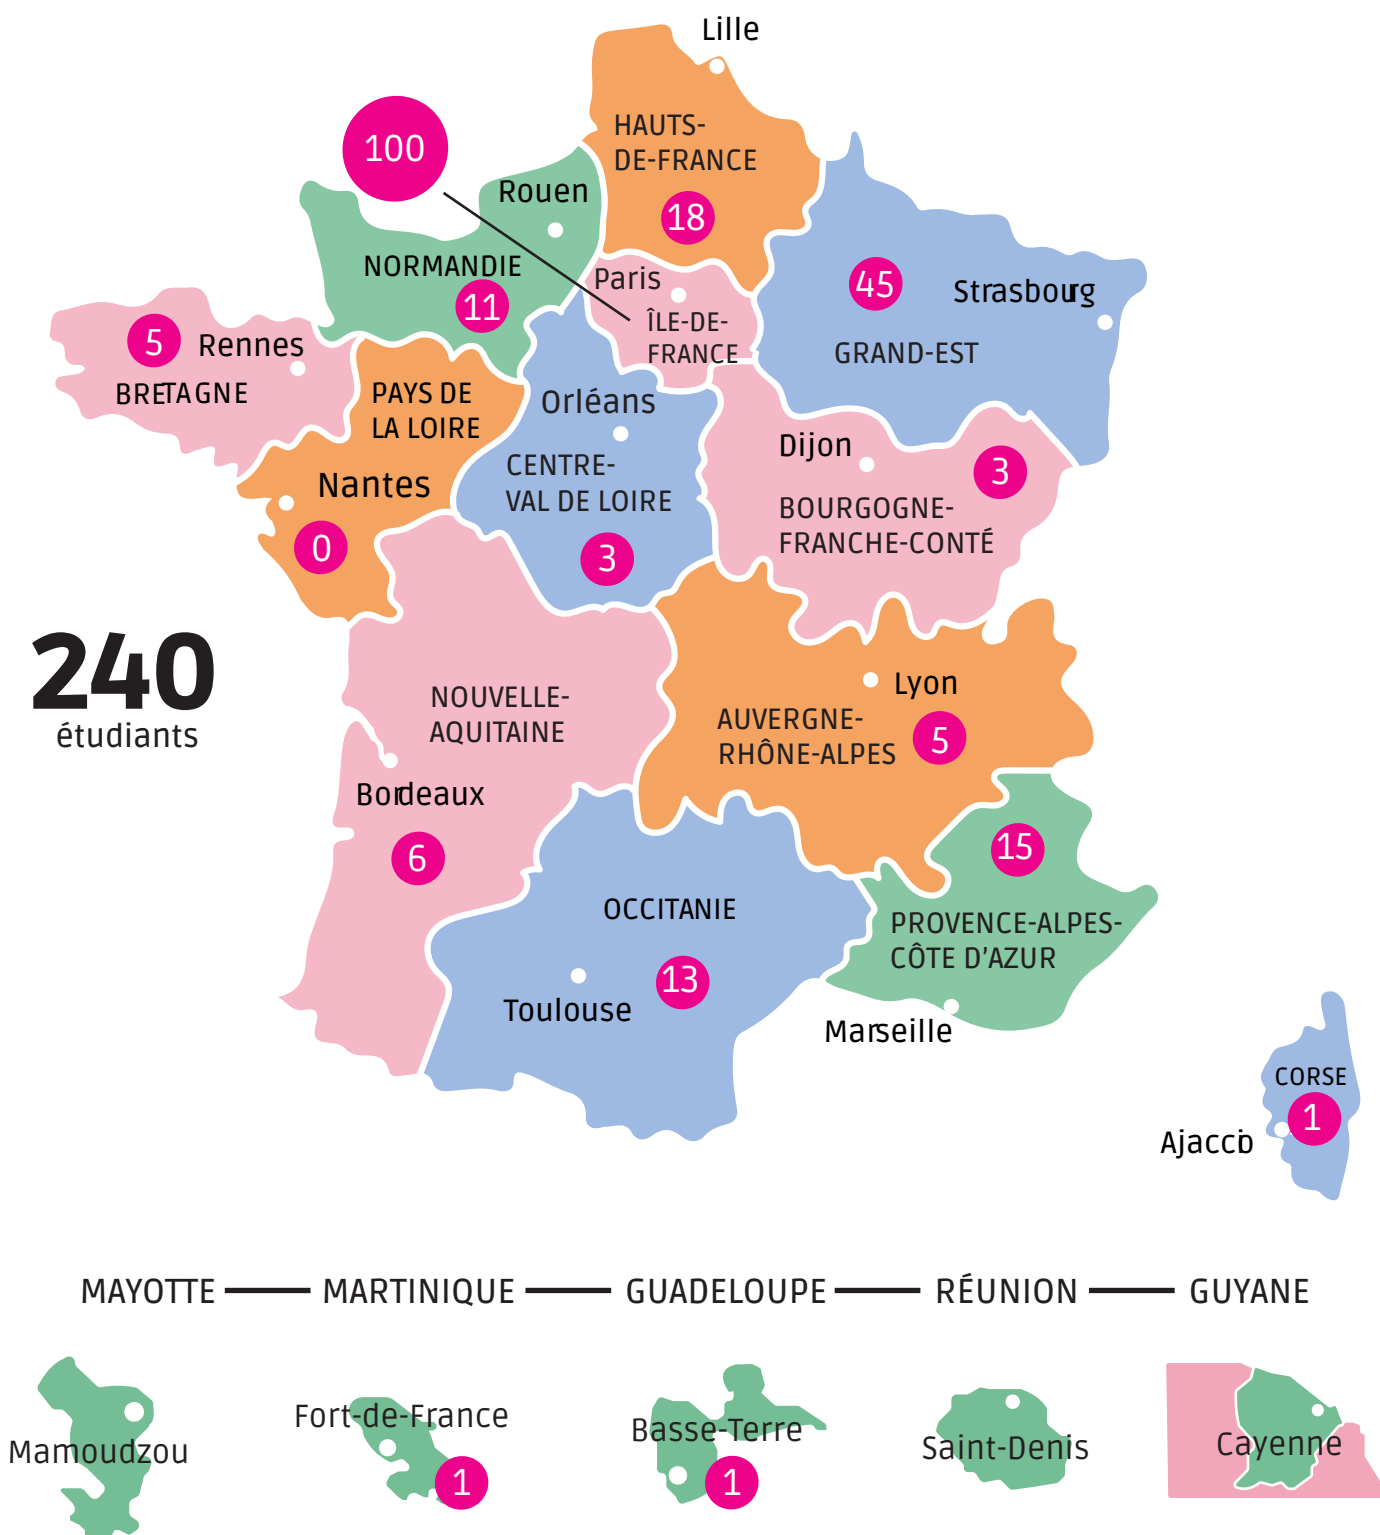 Lille
HAUTS-
DE-FRANCE
18
100
Rouen
NORMANDIE
11
Paris
ÎLE-DE-
FRANCE
45
Strasbourg
GRAND-EST
5
Rennes
BRETAGNE
PAYS DE
LA LOIRE
Nantes
0
Orléans
CENTRE-
VAL DE LOIRE
3
Dijon
3
BOURGOGNE-
FRANCHE-CONTÉ
240
étudiants
NOUVELLE-
AQUITAINE
Bordeaux
6
Lyon
AUVERGNE-
RHÔNE-ALPES
5
15
PROVENCE-ALPES-
CÔTE D'AZUR
Marseille
OCCITANIE
13
Toulouse
CORSE
1
Ajaccio
MAYOTTE MARTINIQUE GUADELOUPE RÉUNION GUYANE
Mamoudzou
Fort-de-France
1
Basse-Terre
1
Saint-Denis
Cayenne